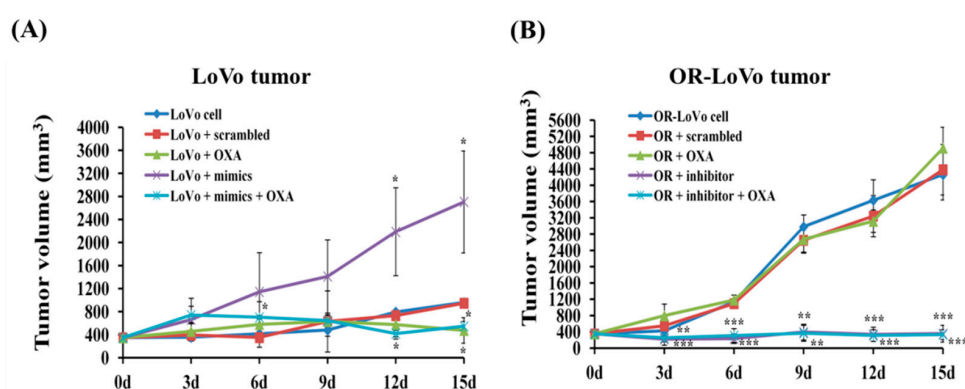 (A)
LoVo tumor
LoVo cell
LoVo + scrambled
LoVo + OXA
LoVo + mimics
LoVo + mimics + OXA
Tumor volume (mm³)
4000
3600
3200
2800
2400
2000
1600
1200
800
400
0
* * * * * *
0d 3d 6d 9d 12d 15d
(B)
OR-LoVo tumor
OR-LoVo cell
OR + scrambled
OR + OXA
OR + inhibitor
OR + inhibitor + OXA
Tumor volume (mm³)
5600
5200
4800
4400
4000
3600
3200
2800
2400
2000
1600
1200
800
400
0
** *** ** *** ***
*** *** ** *** ***
0d 3d 6d 9d 12d 15d